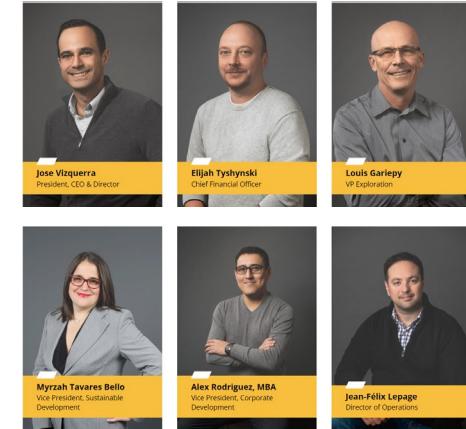 Jose Vizquerra
President, CEO & Director
Elijah Tyshynski
Chief Financial Officer
Louis Gariepy
VP Exploration
Myrzah Tavares Bello
Vice President, Sustainable
Development
Alex Rodriguez, MBA
Vice President, Corporate
Development
Jean-Félix Lepage
Director of Operations